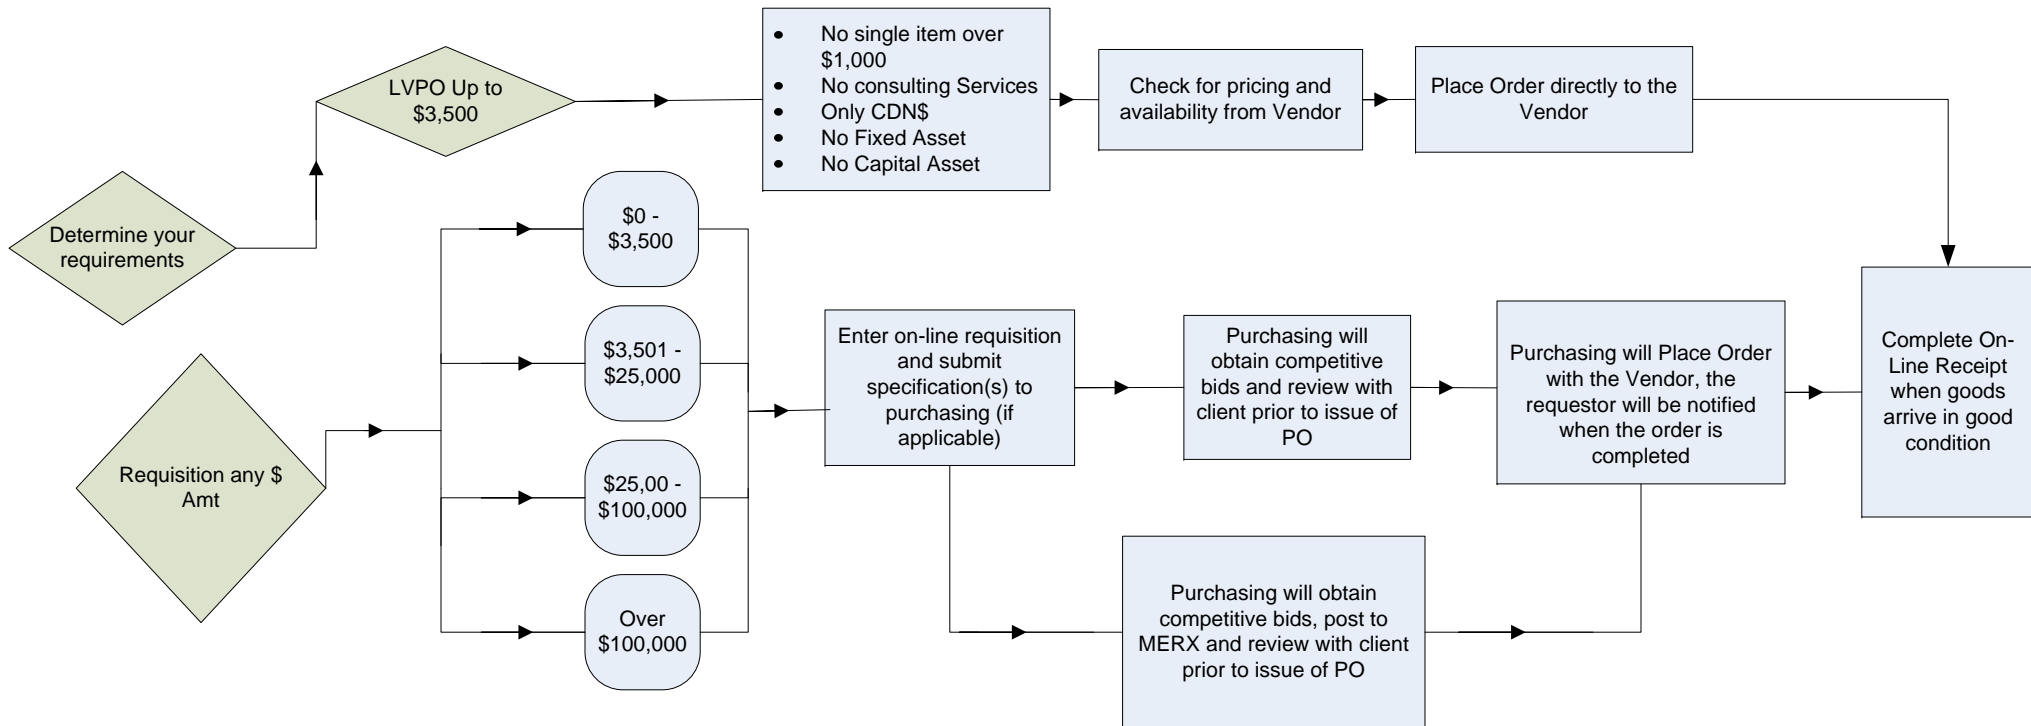 LVPO Up to
$3,500
• No single item over
$1,000
• No consulting Services
• Only CDN$
• No Fixed Asset
• No Capital Asset
Check for pricing and
availability from Vendor
Place Order directly to the
Vendor
Determine your
requirements
$0 -
$3,500
$3,501 -
$25,000
$25,00 -
$100,000
Over
$100,000
Requisition any $
Amt
Enter on-line requisition
and submit
specification(s) to
purchasing (if
applicable)
Purchasing will
obtain competitive
bids and review with
client prior to issue of
PO
Purchasing will Place Order
with the Vendor, the
requestor will be notified
when the order is
completed
Complete On-
Line Receipt
when goods
arrive in good
condition
Purchasing will obtain
competitive bids, post to
MERX and review with client
prior to issue of PO